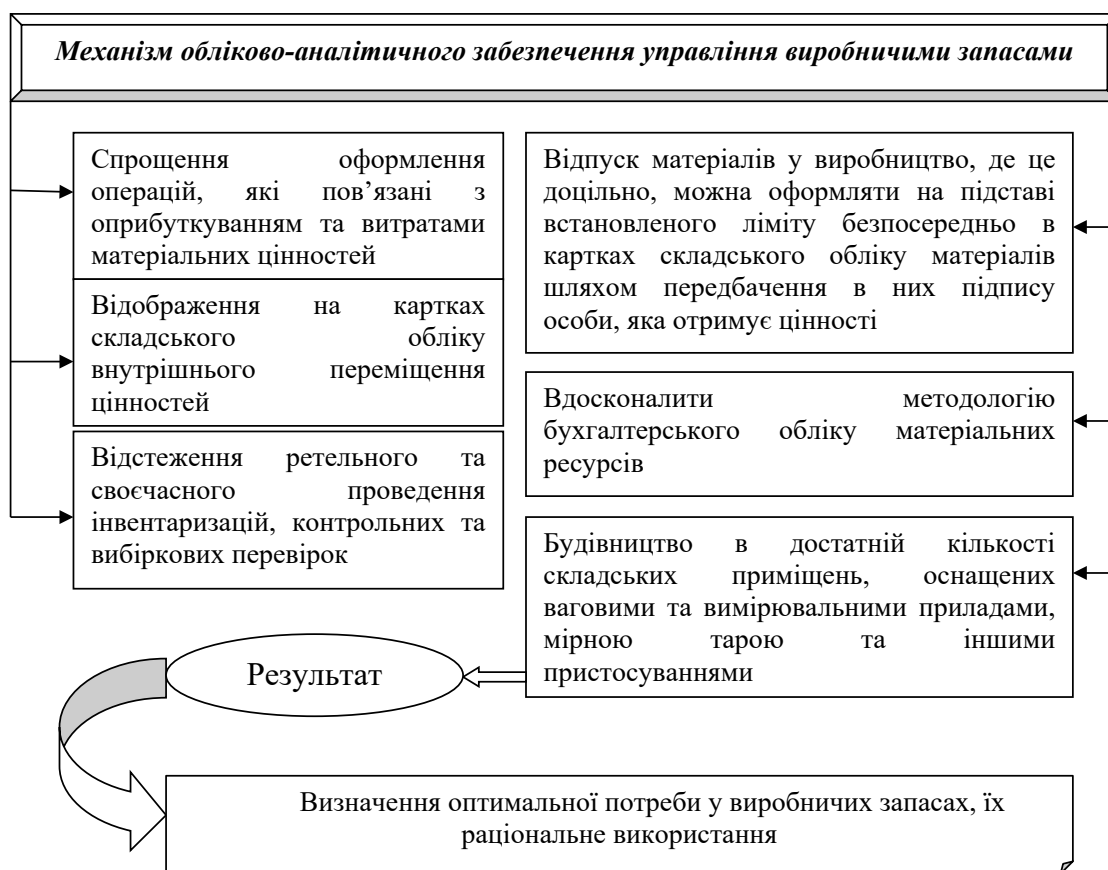 Механізм обліково-аналітичного забезпечення управління виробничими запасами
Спрощення оформлення
операцій, які пов’язані з
оприбуткуванням та витратами
матеріальних цінностей
Відображення на картках
складського обліку
внутрішнього переміщення
цінностей
Відстеження ретельного та
своєчасного проведення
інвентаризацій, контрольних та
вибіркових перевірок
Відпуск матеріалів у виробництво, де це
доцільно, можна оформляти на підставі
встановленого ліміту безпосередньо в
картках складського обліку матеріалів
шляхом передбачення в них підпису
особи, яка отримує цінності
Вдосконалити методологію
бухгалтерського обліку матеріальних
ресурсів
Будівництво в достатній кількості
складських приміщень, оснащених
ваговими та вимірювальними приладами,
мірною тарою та іншими
пристосуваннями
Результат
Визначення оптимальної потреби у виробничих запасах, їх
раціональне використання